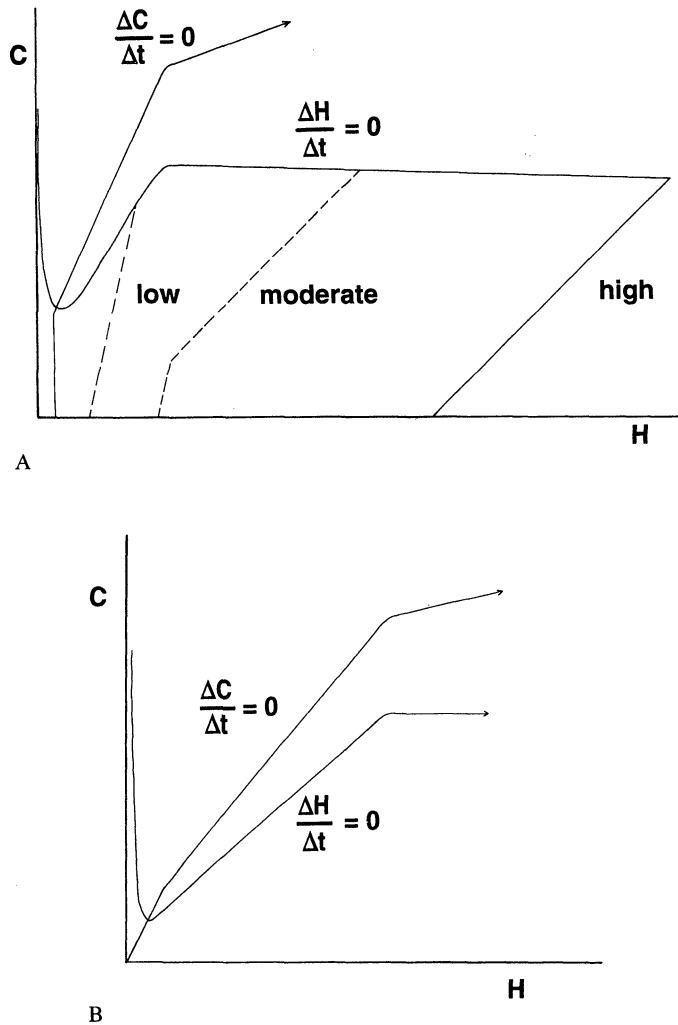 C
ΔC
Δt
= 0
ΔH
Δt
= 0
low
moderate
high
H
A
C
ΔC
Δt
= 0
ΔH
Δt
= 0
H
B